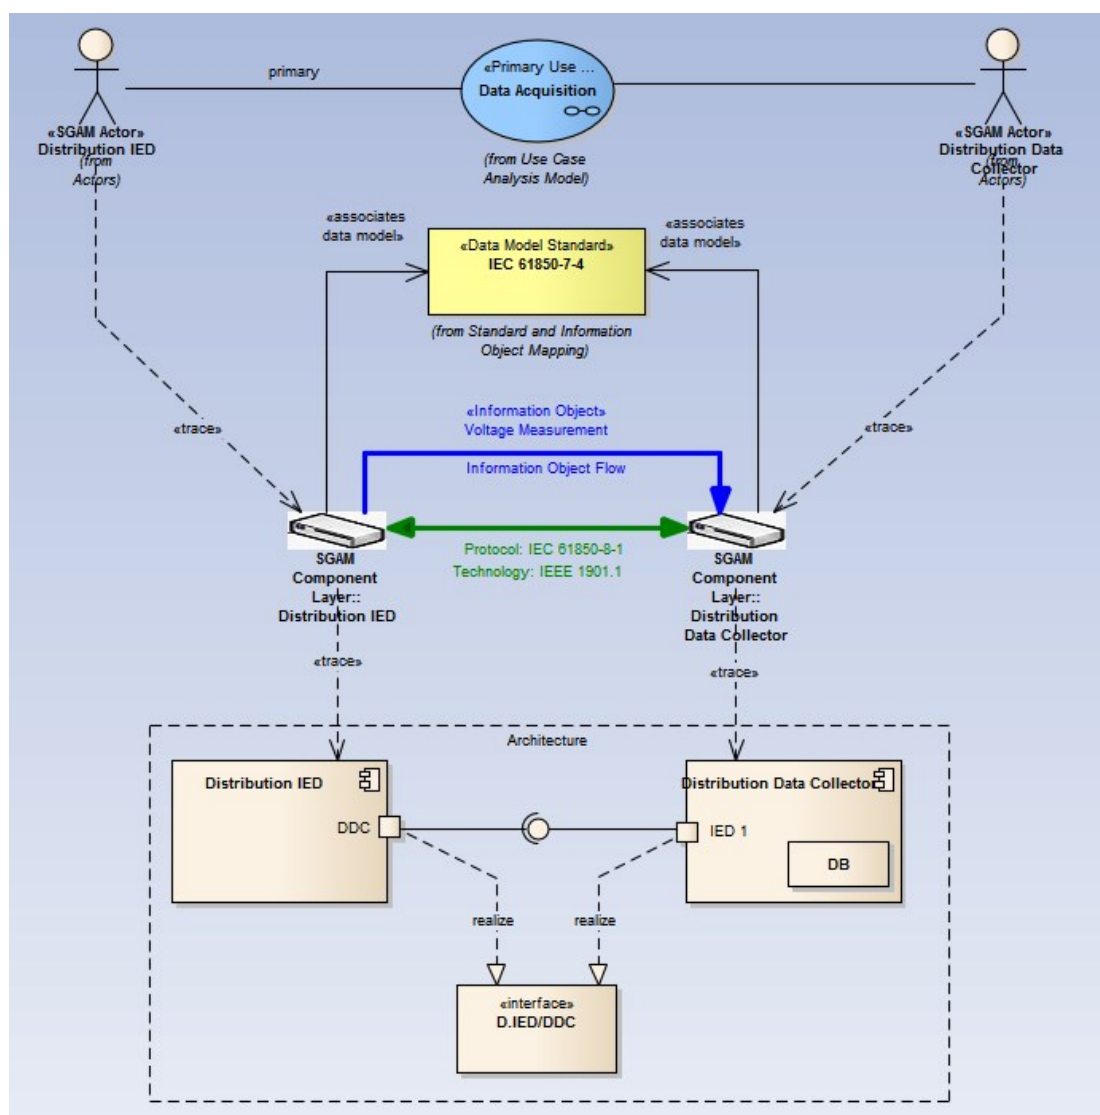 primary
«Primary Use ...
Data Acquisition
(from Use Case
Analysis Model)
«SGAM Actor»
Distribution IED
(from
Actors)
«SGAM Actor»
Distribution Data
Collector
(from
Actors)
«associates
data model»
«associates
data model»
«Data Model Standard»
IEC 61850-7-4
(from Standard and Information
Object Mapping)
«trace»
«trace»
«Information Object»
Voltage Measurement
Information Object Flow
Protocol: IEC 61850-8-1
Technology: IEEE 1901.1
SGAM
Component
Layer::
Distribution IED
SGAM
Component
Layer::
Distribution
Data Collector
«trace»
«trace»
Architecture
Distribution IED
DDC
Distribution Data Collector
IED 1
DB
realize
realize
«interface»
D.IED/DDC